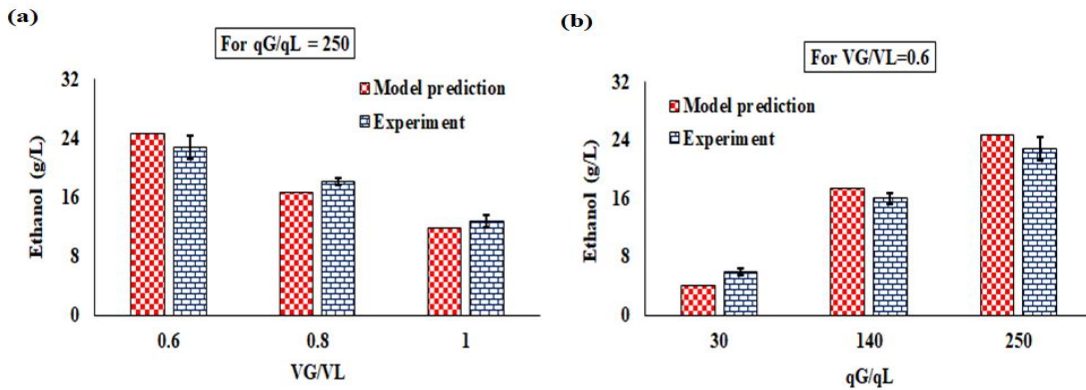 (a)
For qG/qL = 250
32
24
16
8
0
Ethanol (g/L)
Model prediction
Experiment
0.6 0.8 1
VG/VL
(b)
For VG/VL=0.6
32
24
16
8
0
Ethanol (g/L)
Model prediction
Experiment
30 140 250
qG/qL